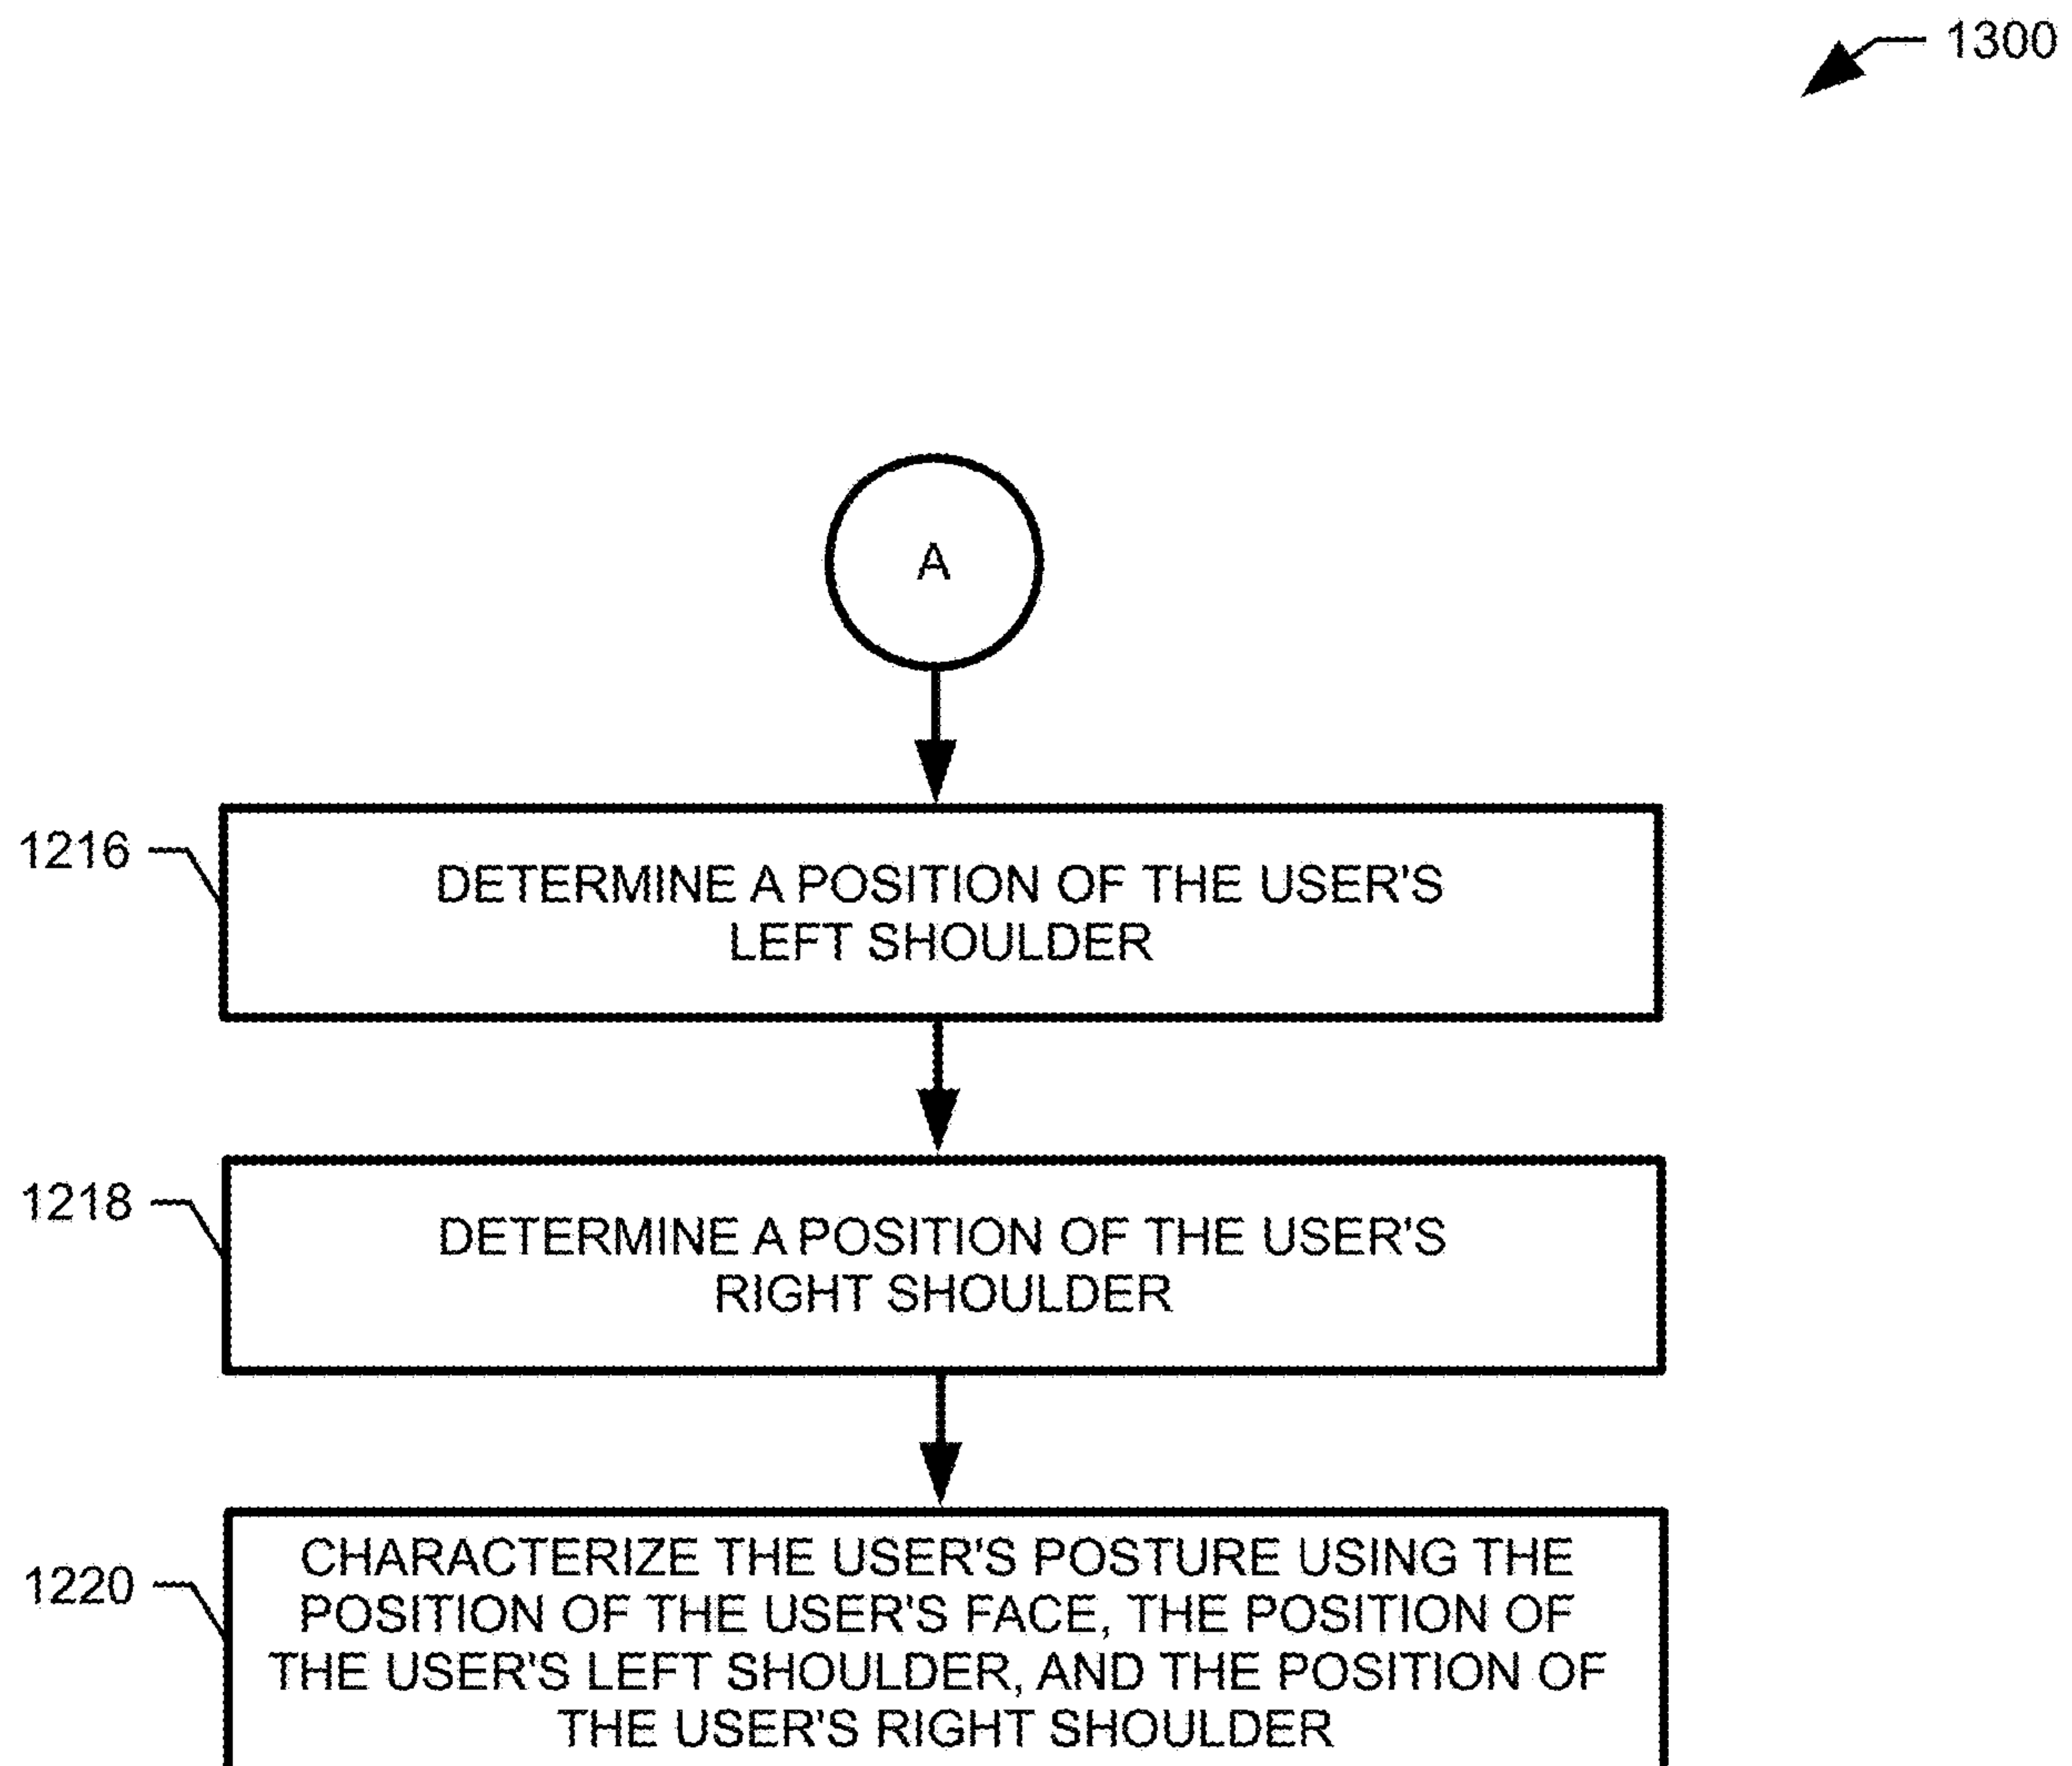 1300
A
1216
DETERMINE A POSITION OF THE USER'S
LEFT SHOULDER
1218
DETERMINE A POSITION OF THE USER'S
RIGHT SHOULDER
1220
CHARACTERIZE THE USER'S POSTURE USING THE
POSITION OF THE USER'S FACE, THE POSITION OF
THE USER'S LEFT SHOULDER, AND THE POSITION OF
THE USER'S RIGHT SHOULDER